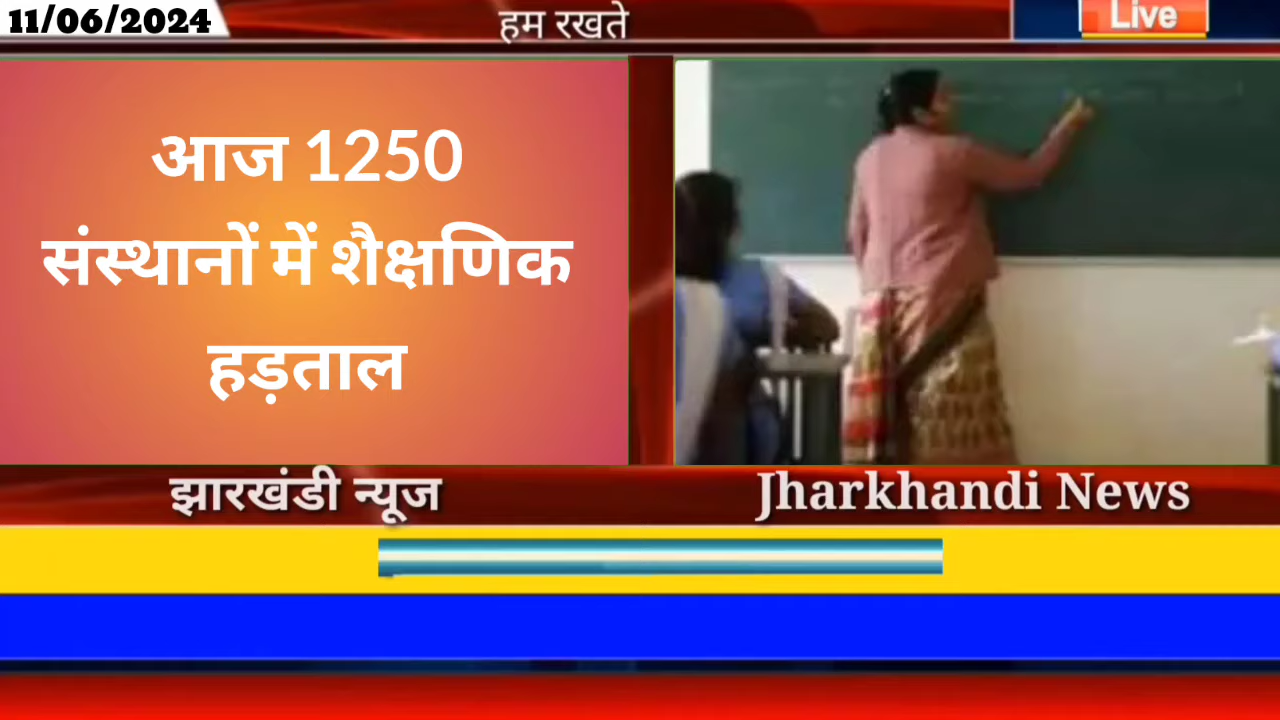 11/06/2024
हम रखते
Live
आज 1250
संस्थानों में शैक्षणिक
हड़ताल
झारखंडी न्यूज
Jharkhandi News